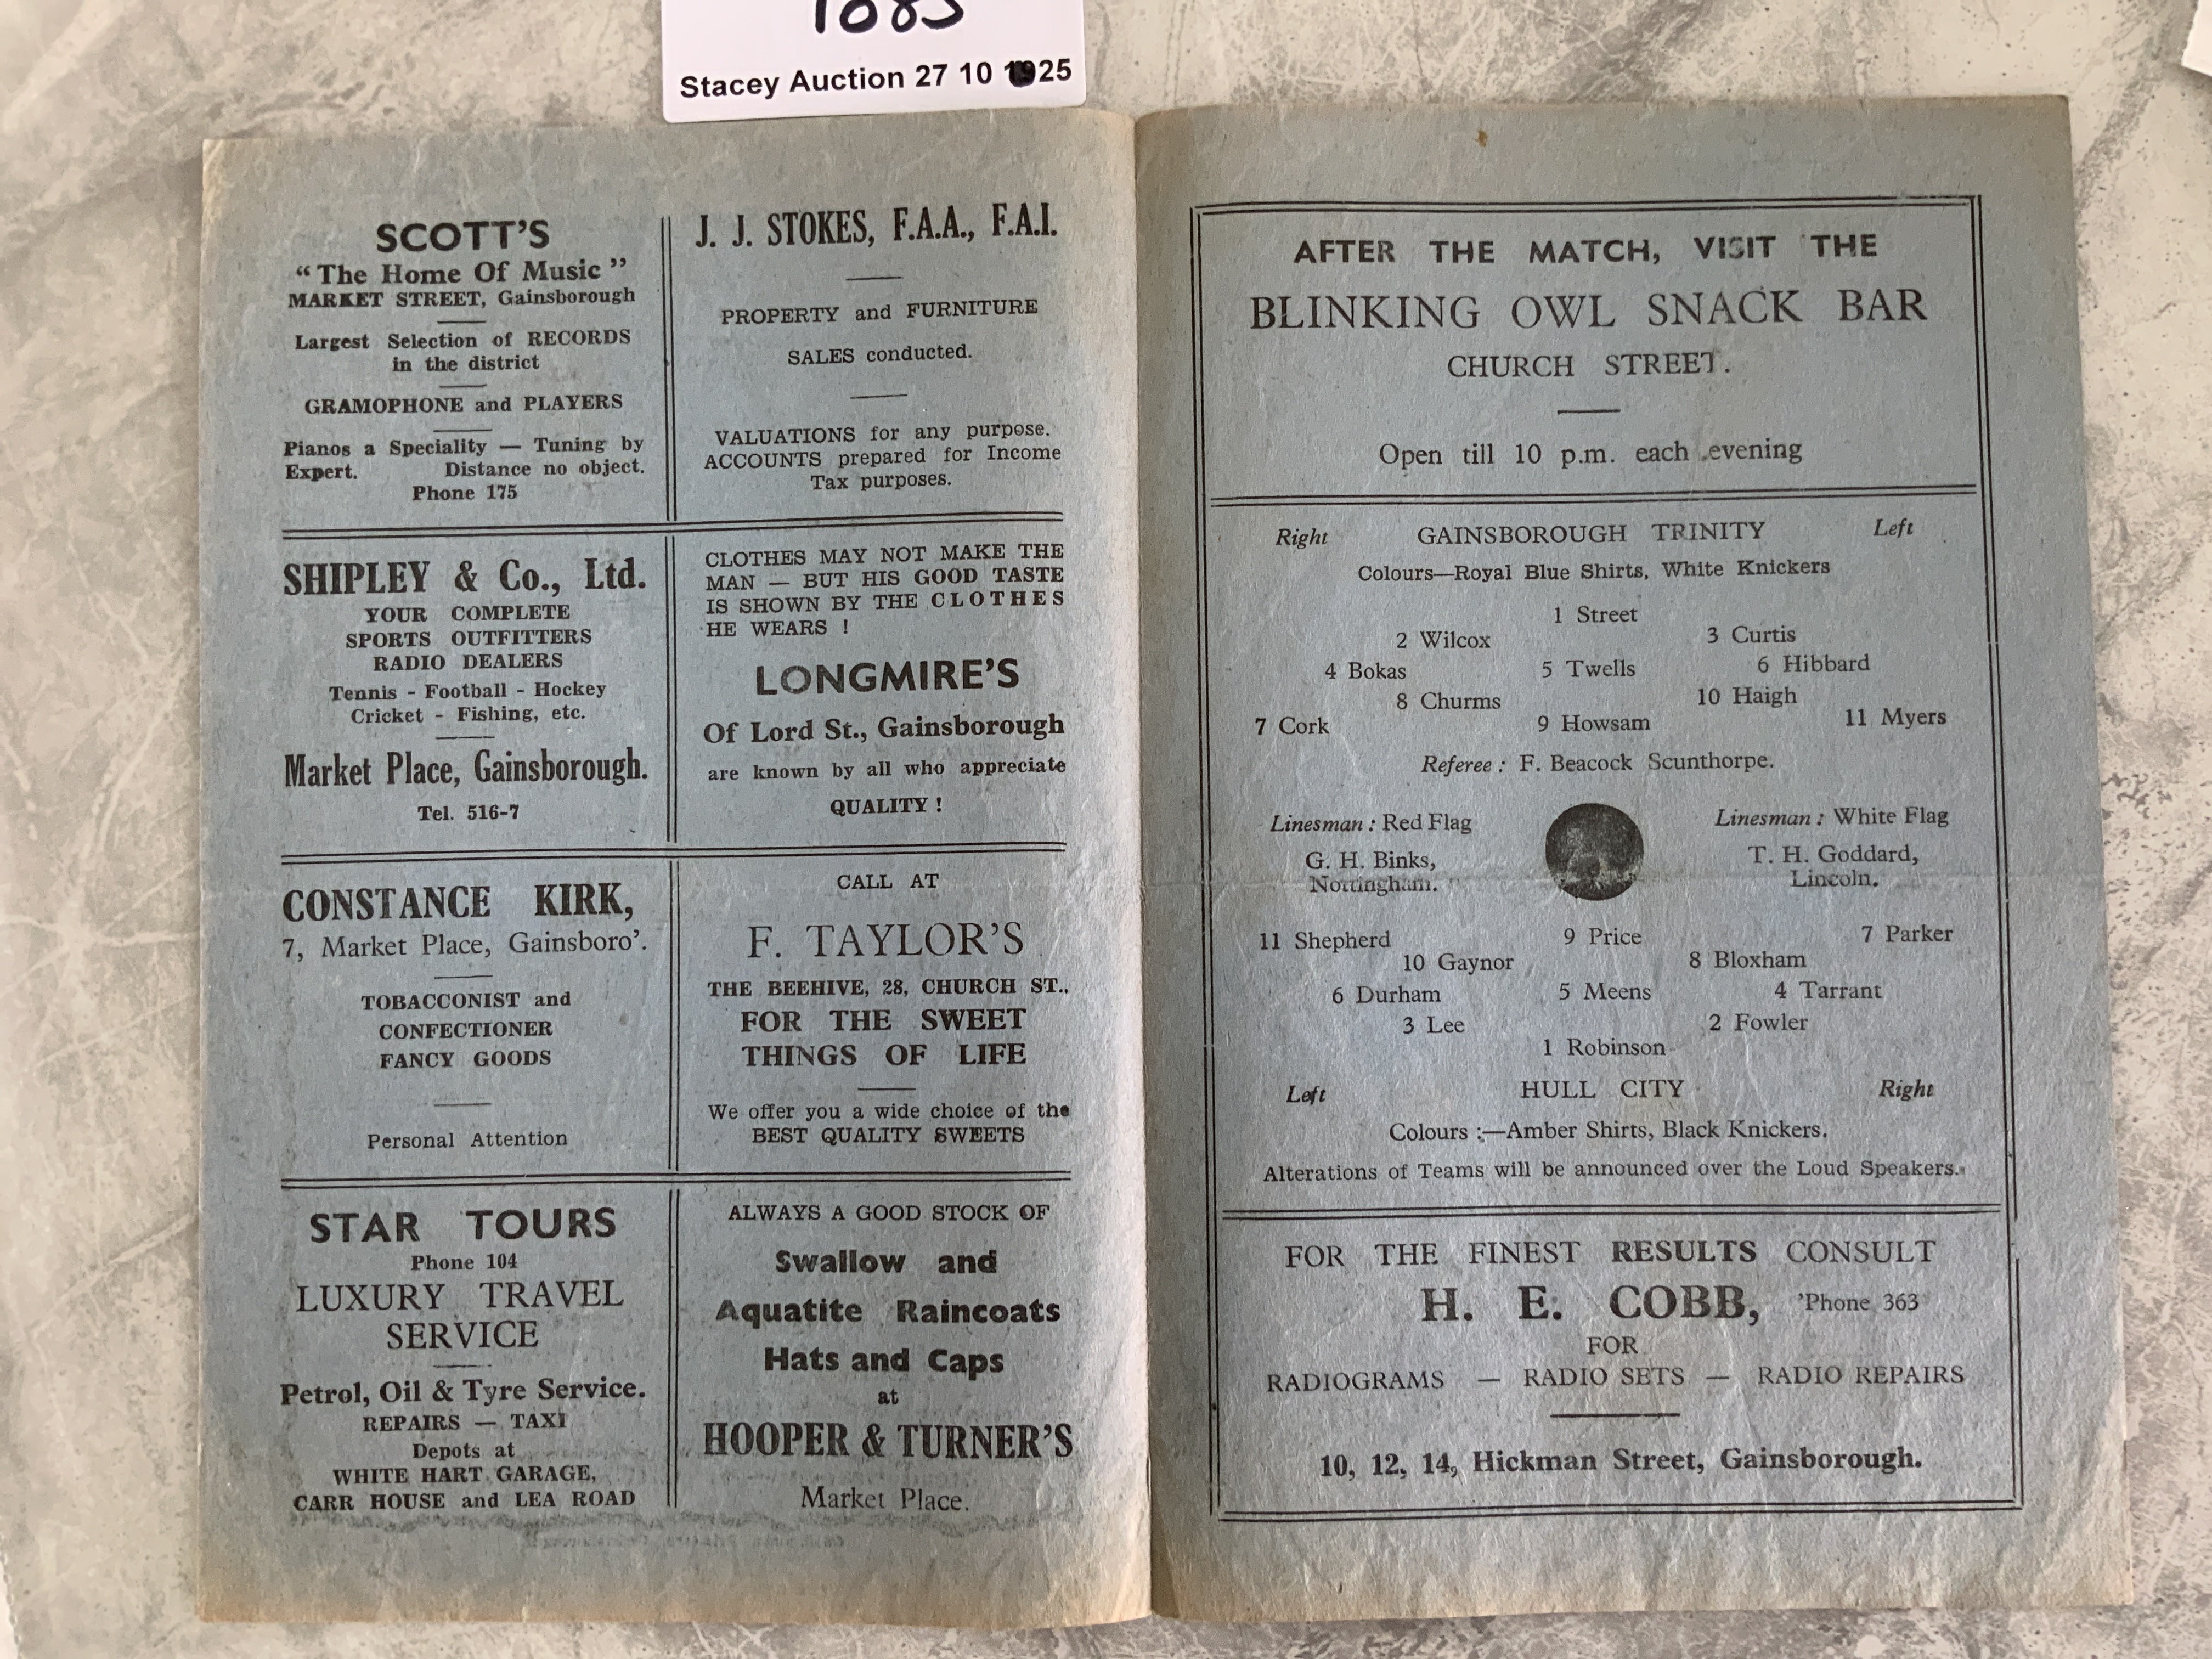 Stacey Auction 27 10 25
SCOTT'S
"The Home Of Music"
MARKET STREET, Gainsborough
Largest Selection of RECORDS
in the district
GRAMOPHONE and PLAYERS
Pianos a Speciality — Tuning by
Expert. Distance no object.
Phone 175
J. J. STOKES, F.A.A., F.A.I.
PROPERTY and FURNITURE
SALES conducted.
VALUATIONS for any purpose.
ACCOUNTS prepared for Income
Tax purposes.
SHIPLEY & Co., Ltd.
YOUR COMPLETE
SPORTS OUTFITTERS
RADIO DEALERS
Tennis - Football - Hockey
Cricket - Fishing, etc.
Market Place, Gainsborough.
Tel. 516-7
CLOTHES MAY NOT MAKE THE
MAN — BUT HIS GOOD TASTE
IS SHOWN BY THE CLOTHES
HE WEARS !
LONGMIRE'S
Of Lord St., Gainsborough
are known by all who appreciate
QUALITY !
CONSTANCE KIRK,
7, Market Place, Gainsboro'.
TOBACCONIST and
CONFECTIONER
FANCY GOODS
Personal Attention
CALL AT
F. TAYLOR'S
THE BEEHIVE, 28, CHURCH ST..
FOR THE SWEET
THINGS OF LIFE
We offer you a wide choice of the
BEST QUALITY SWEETS
STAR TOURS
Phone 104
LUXURY TRAVEL
SERVICE
Petrol, Oil & Tyre Service.
REPAIRS — TAXI
Depots at
WHITE HART GARAGE,
CARR HOUSE and LEA ROAD
ALWAYS A GOOD STOCK OF
Swallow and
Aquatite Raincoats
Hats and Caps
at
HOOPER & TURNER'S
Market Place.
AFTER THE MATCH, VISIT THE
BLINKING OWL SNACK BAR
CHURCH STREET.
Open till 10 p.m. each evening
Right GAINSBOROUGH TRINITY Left
Colours—Royal Blue Shirts, White Knickers
1 Street
2 Wilcox 3 Curtis
4 Bokas 5 Twells 6 Hibbard
8 Churms 10 Haigh
7 Cork 9 Howsam 11 Myers
Referee : F. Beacock Scunthorpe.
Linesman : Red Flag Linesman : White Flag
G. H. Binks, T. H. Goddard,
Nottingham. Lincoln.
11 Shepherd 9 Price 7 Parker
10 Gaynor 8 Bloxham
6 Durham 5 Meens 4 Tarrant
3 Lee 2 Fowler
1 Robinson
Left HULL CITY Right
Colours :—Amber Shirts, Black Knickers.
Alterations of Teams will be announced over the Loud Speakers.
FOR THE FINEST RESULTS CONSULT
H. E. COBB, 'Phone 363
FOR
RADIOGRAMS — RADIO SETS — RADIO REPAIRS
10, 12, 14, Hickman Street, Gainsborough.